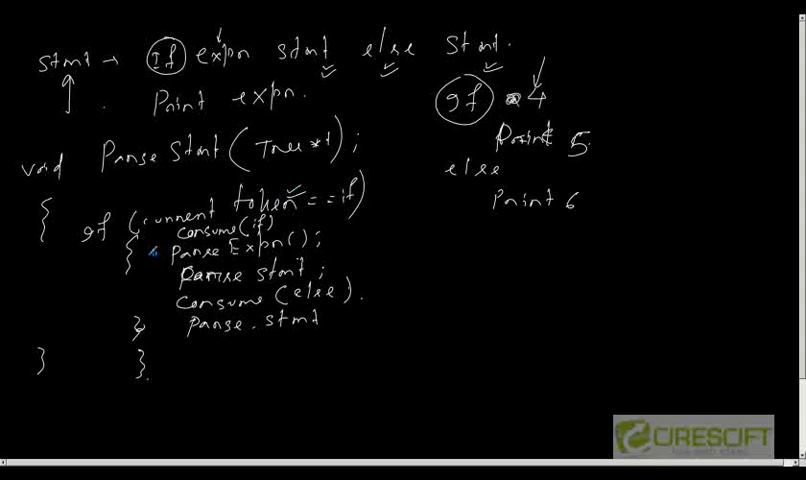 stmt → If expn stmt else stmt.
Print expn.
void Parse Stmt (Tree *t) ;
{
if (current token == if)
consume(if)
{ parse Expn() ;
parse stmt ;
consume (else) .
parse . stmt
}
} }.
If 4
Print 5
else
Print 6
CIRESCIFT